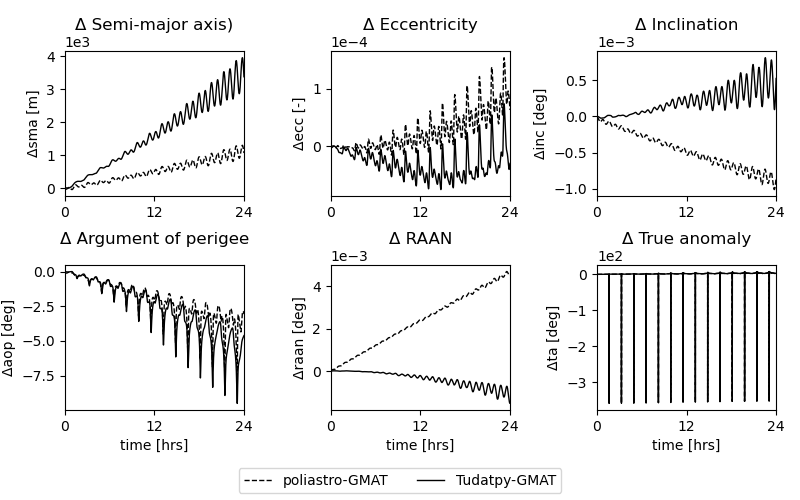 Δ Semi-major axis)
Δ Eccentricity
Δ Inclination
1e3
1e−4
1e−3
Δsma [m]
4
3
2
1
0
0 12 24
Δecc [-]
1
0
0 12 24
Δinc [deg]
0.5
0.0
−0.5
−1.0
0 12 24
Δ Argument of perigee
Δ RAAN
Δ True anomaly
1e−3
1e2
Δaop [deg]
0.0
−2.5
−5.0
−7.5
0 12 24
time [hrs]
Δraan [deg]
4
2
0
0 12 24
time [hrs]
Δta [deg]
0
−1
−2
−3
0 12 24
time [hrs]
poliastro-GMAT Tudatpy-GMAT